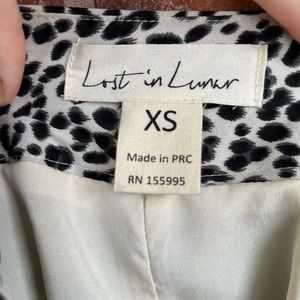 Lost in Lunar
XS
Made in PRC
RN 155995